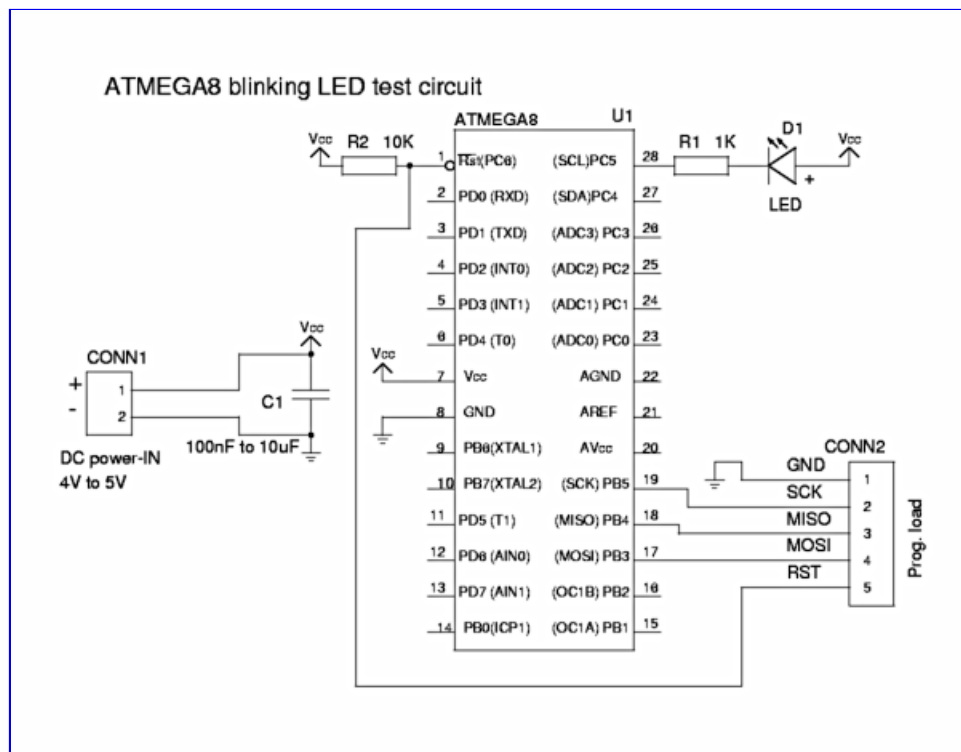 ATMEGA8 blinking LED test circuit
ATMEGA8
U1
Vcc
R2 10K
R1 1K
D1
Vcc
LED
+
1 Rst(PC6)
(SCL)PC5 28
2 PD0 (RXD)
(SDA)PC4 27
3 PD1 (TXD)
(ADC3) PC3 26
4 PD2 (INT0)
(ADC2) PC2 25
5 PD3 (INT1)
(ADC1) PC1 24
6 PD4 (T0)
(ADC0) PC0 23
Vcc
7 Vcc
AGND 22
8 GND
AREF 21
9 PB6(XTAL1)
AVcc 20
10 PB7(XTAL2)
(SCK) PB5 19
11 PD5 (T1)
(MISO) PB4 18
12 PD6 (AIN0)
(MOSI) PB3 17
13 PD7 (AIN1)
(OC1B) PB2 16
14 PB0(ICP1)
(OC1A) PB1 15
Vcc
CONN1
+
-
1
2
C1
100nF to 10uF
DC power-IN
4V to 5V
CONN2
GND 1
SCK 2
MISO 3
MOSI 4
RST 5
Prog. load